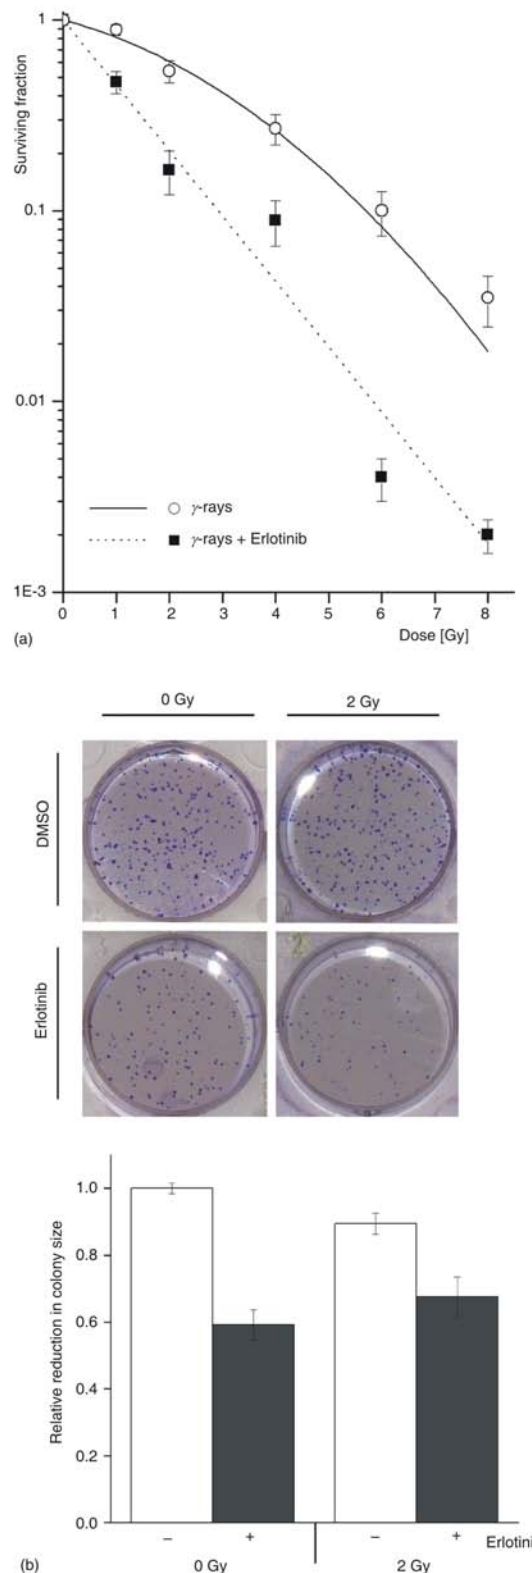 1
0.1
0.01
1E-3
Surviving fraction
γ-rays
γ-rays + Erlotinib
0 1 2 3 4 5 6 7 8
Dose [Gy]
(a)
0 Gy 2 Gy
DMSO
Erlotinib
1.0
0.8
0.6
0.4
0.2
0.0
Relative reduction in colony size
– + – + Erlotini
0 Gy 2 Gy
(b)